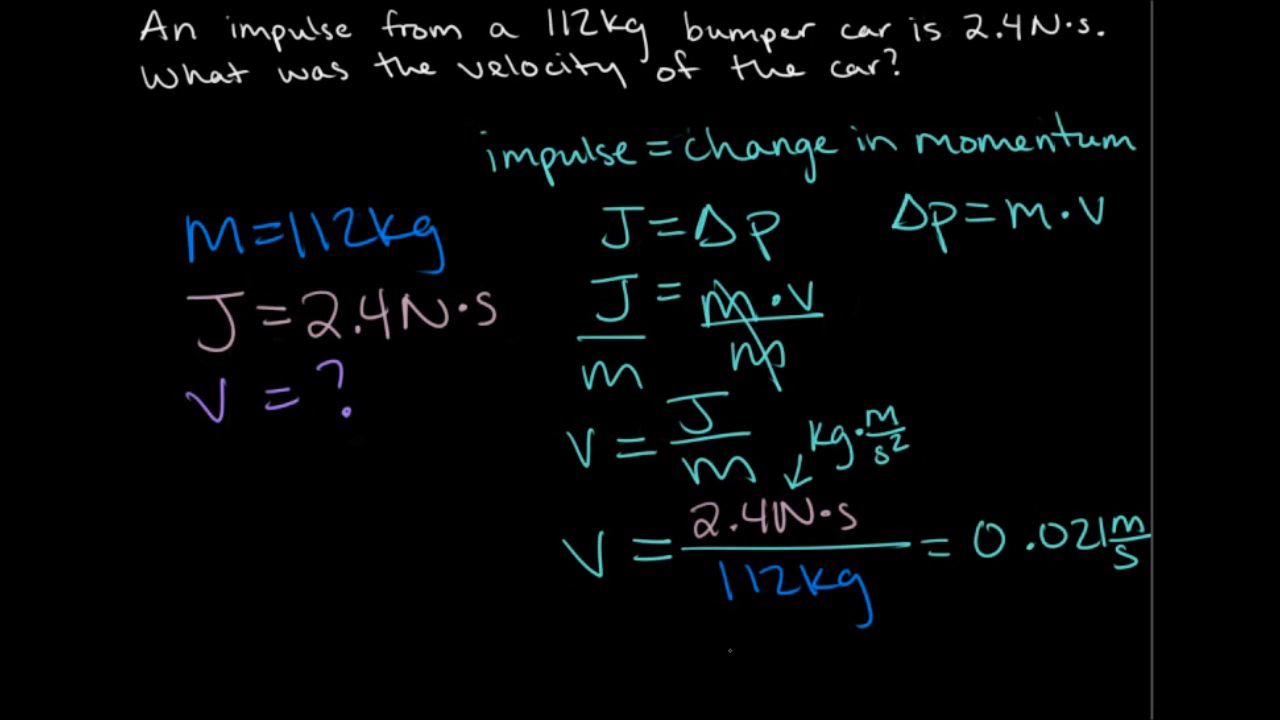 An impulse from a 112kg bumper car is 2.4N·s.
What was the velocity of the car?
impulse = change in momentum
m=112kg
J=2.4N·s
v = ?
J=Δp
Δp=m·v
J/m = m·v/m
v = J/m
kg·m/s²
v = 2.4N·s/112kg = 0.021 m/s